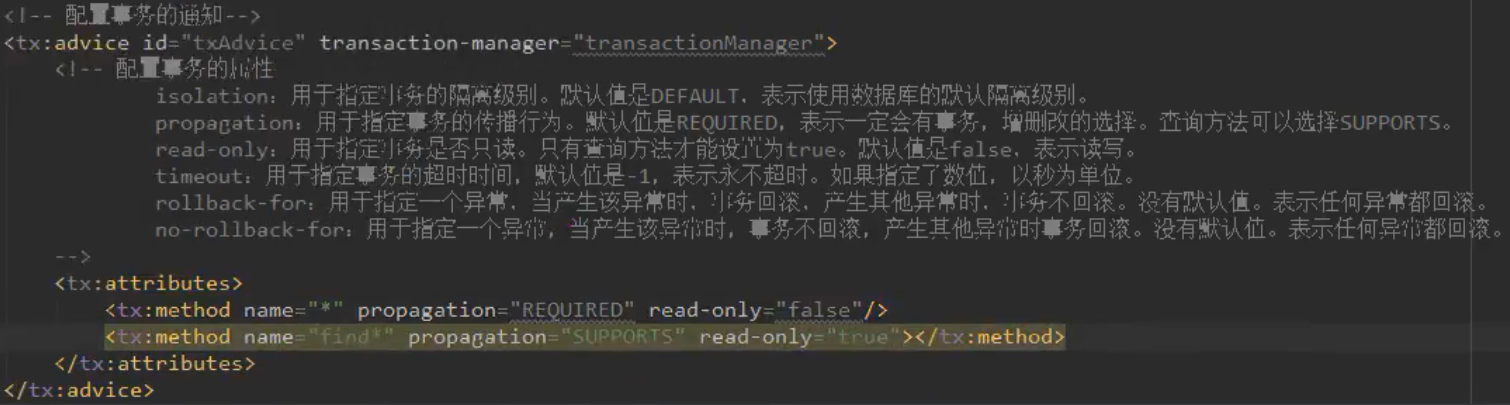 <!-- 配置事务的通知-->
<tx:advice id="txAdvice" transaction-manager="transactionManager">
<!-- 配置事务的属性
isolation：用于指定事务的隔离级别。默认值是DEFAULT，表示使用数据库的默认隔离级别。
propagation：用于指定事务的传播行为。默认值是REQUIRED，表示一定会有事务，增删改的选择。查询方法可以选择SUPPORTS。
read-only：用于指定事务是否只读。只有查询方法才能设置为true。默认值是false，表示读写。
timeout：用于指定事务的超时时间，默认值是-1，表示永不超时。如果指定了数值，以秒为单位。
rollback-for：用于指定一个异常，当产生该异常时，事务回滚，产生其他异常时，事务不回滚。没有默认值。表示任何异常都回滚。
no-rollback-for：用于指定一个异常，当产生该异常时，事务不回滚，产生其他异常时事务回滚。没有默认值。表示任何异常都回滚。
-->
<tx:attributes>
<tx:method name="*" propagation="REQUIRED" read-only="false"/>
<tx:method name="find*" propagation="SUPPORTS" read-only="true"></tx:method>
</tx:attributes>
</tx:advice>